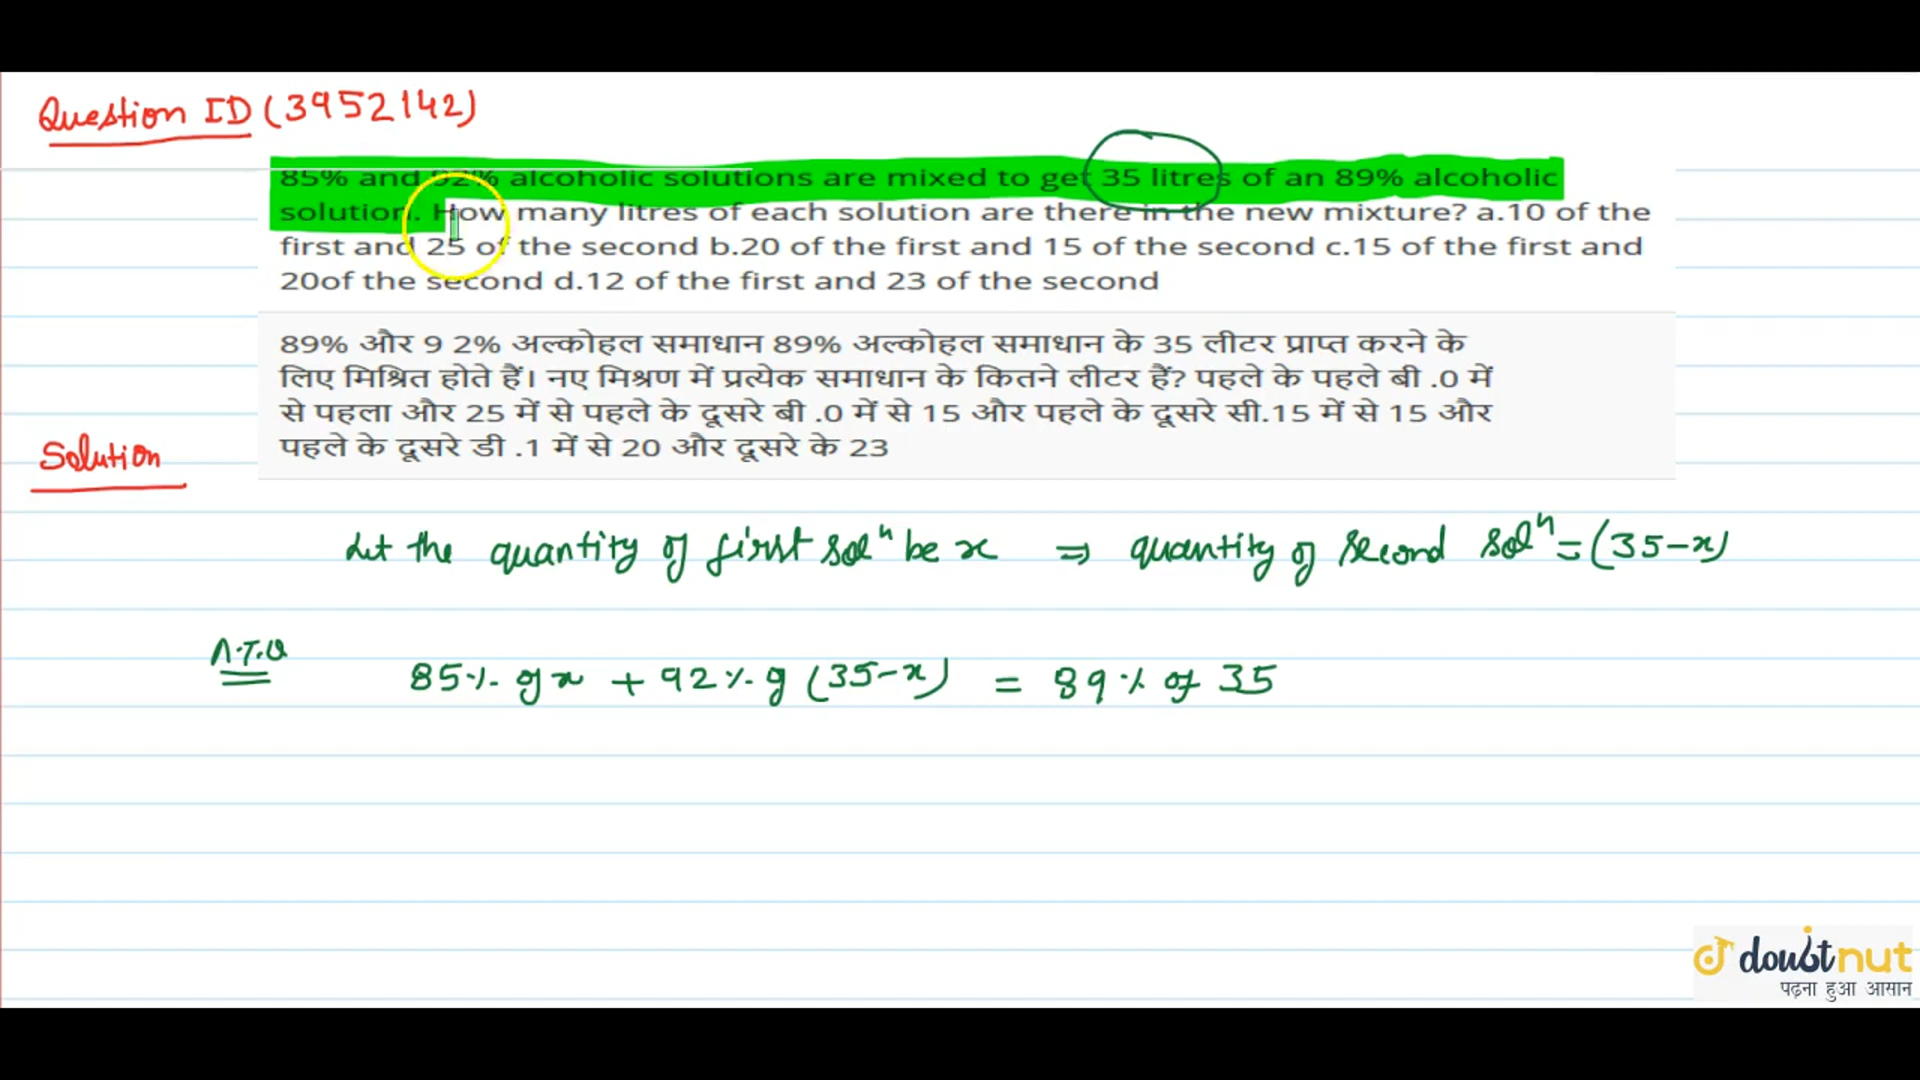 Question ID (3952142)
85% and 92% alcoholic solutions are mixed to get 35 litres of an 89% alcoholic
solution. How many litres of each solution are there in the new mixture? a.10 of the
first and 25 of the second b.20 of the first and 15 of the second c.15 of the first and
20of the second d.12 of the first and 23 of the second
89% और 9 2% अल्कोहल समाधान 89% अल्कोहल समाधान के 35 लीटर प्राप्त करने के
लिए मिश्रित होते हैं। नए मिश्रण में प्रत्येक समाधान के कितने लीटर हैं? पहले के पहले बी .0 में
से पहला और 25 में से पहले के दूसरे बी .0 में से 15 और पहले के दूसरे सी.15 में से 15 और
पहले के दूसरे डी .1 में से 20 और दूसरे के 23
Solution
Let the quantity of first solⁿ be x ⇒ quantity of second solⁿ = (35-x)
A.T.Q
85% of x + 92% of (35-x) = 89% of 35
doubtnut
पढ़ना हुआ आसान